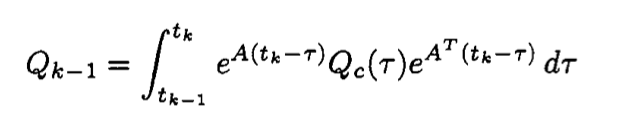 Q_{k-1} = \int_{t_{k-1}}^{t_k} e^{A(t_k-\tau)} Q_c(\tau) e^{A^T(t_k-\tau)} d\tau